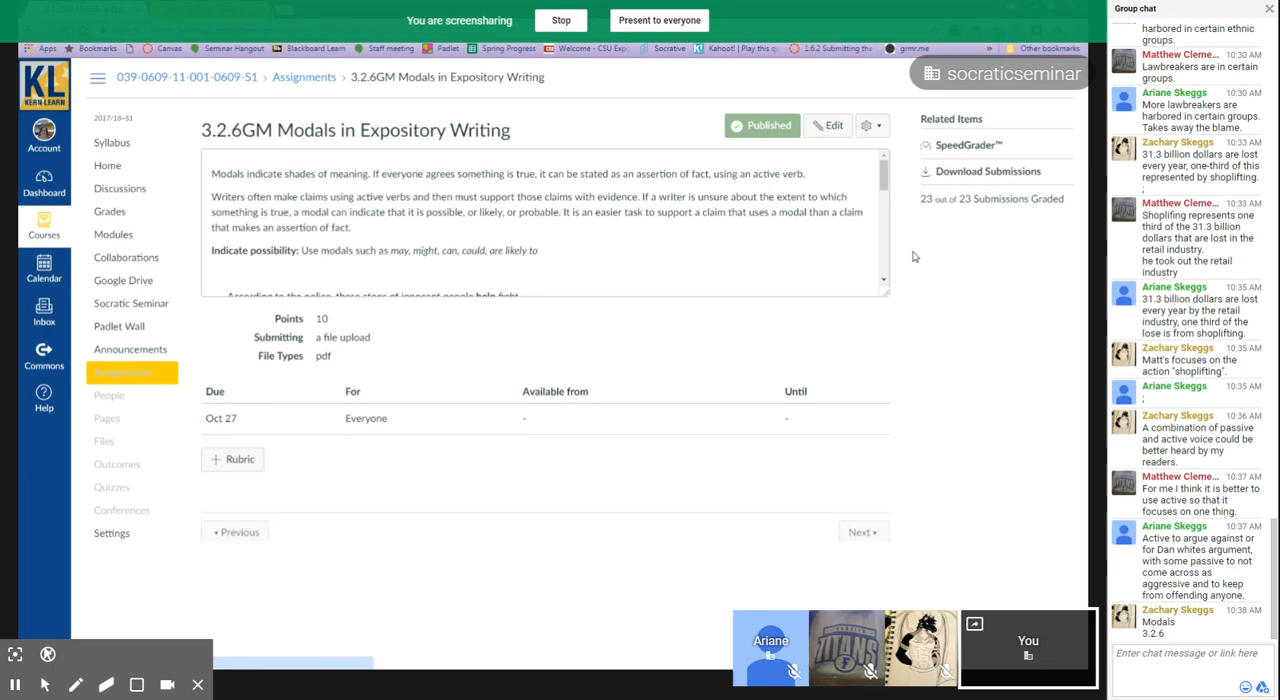 You are screensharing
Stop
Present to everyone
Group chat
Apps
Bookmarks
Canvas
Seminar Hangout
Blackboard Learn
Staff meeting
Padlet
Spring Progress
Welcome - CSU Exp
Socrative
Kahoot! | Play this q
1.6.2 Submitting the
grmr.me
»
Other bookmarks
KL
KERN LEARN
Account
Dashboard
Courses
Calendar
Inbox
Commons
Help
039-0609-11-001-0609-S1 > Assignments > 3.2.6GM Modals in Expository Writing
socraticseminar
2017/18-S1
Syllabus
Home
Discussions
Grades
Modules
Collaborations
Google Drive
Socratic Seminar
Padlet Wall
Announcements
Assignments
People
Pages
Files
Outcomes
Quizzes
Conferences
Settings
3.2.6GM Modals in Expository Writing
Published
Edit
Modals indicate shades of meaning. If everyone agrees something is true, it can be stated as an assertion of fact, using an active verb.
Writers often make claims using active verbs and then must support those claims with evidence. If a writer is unsure about the extent to which
something is true, a modal can indicate that it is possible, or likely, or probable. It is an easier task to support a claim that uses a modal than a claim
that makes an assertion of fact.
Indicate possibility: Use modals such as may, might, can, could, are likely to
According to the police, these stops of innocent people help fight
Points 10
Submitting a file upload
File Types pdf
Due For Available from Until
Oct 27 Everyone - -
+ Rubric
Previous
Next
Related Items
SpeedGrader™
Download Submissions
23 out of 23 Submissions Graded
harbored in certain ethnic
groups.
Matthew Cleme... 10:30 AM
Lawbreakers are in certain
groups.
Ariane Skeggs 10:30 AM
More lawbreakers are
harbored in certain groups.
Takes away the blame.
Zachary Skeggs 10:33 AM
31.3 billion dollars are lost
every year, one-third of this
represented by shoplifting.
;
Matthew Cleme... 10:33 AM
Shoplifing represents one
third of the 31.3 billion
dollars that are lost in the
retail industry.
he took out the retail
industry
Ariane Skeggs 10:35 AM
31.3 billion dollars are lost
every year by the retail
industry, one third of the
lose is from shoplifting.
Zachary Skeggs 10:35 AM
Matt's focuses on the
action "shoplifting".
Ariane Skeggs 10:35 AM
;
Zachary Skeggs 10:36 AM
A combination of passive
and active voice could be
better heard by my
readers.
Matthew Cleme... 10:37 AM
For me I think it is better to
use active so that it
focuses on one thing.
Ariane Skeggs 10:37 AM
Active to argue against or
for Dan whites argument,
with some passive to not
come across as
aggressive and to keep
from offending anyone.
Zachary Skeggs 10:38 AM
Modals
3.2.6
Enter chat message or link here
Ariane
TITANS
You